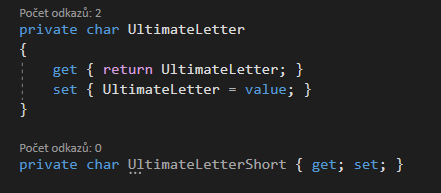 Počet odkazů: 2
private char UltimateLetter
{
get { return UltimateLetter; }
set { UltimateLetter = value; }
}
Počet odkazů: 0
private char UltimateLetterShort { get; set; }